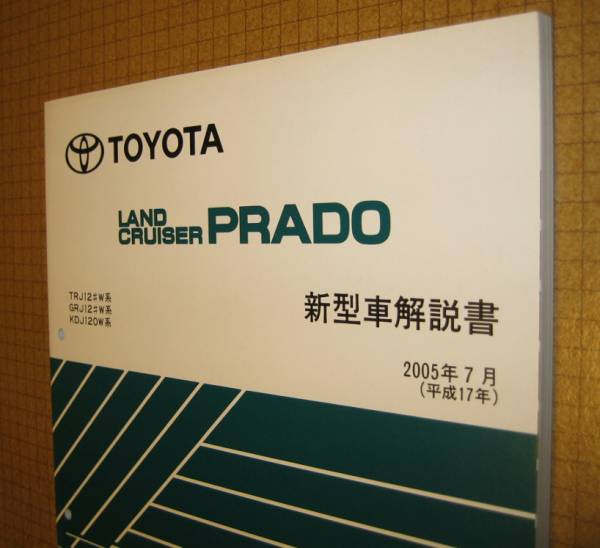 TOYOTA
LAND
CRUISER PRADO
TRJ12♯W系
GRJ12♯W系
KDJ120W系
新型車解説書
2005年7月
(平成17年)